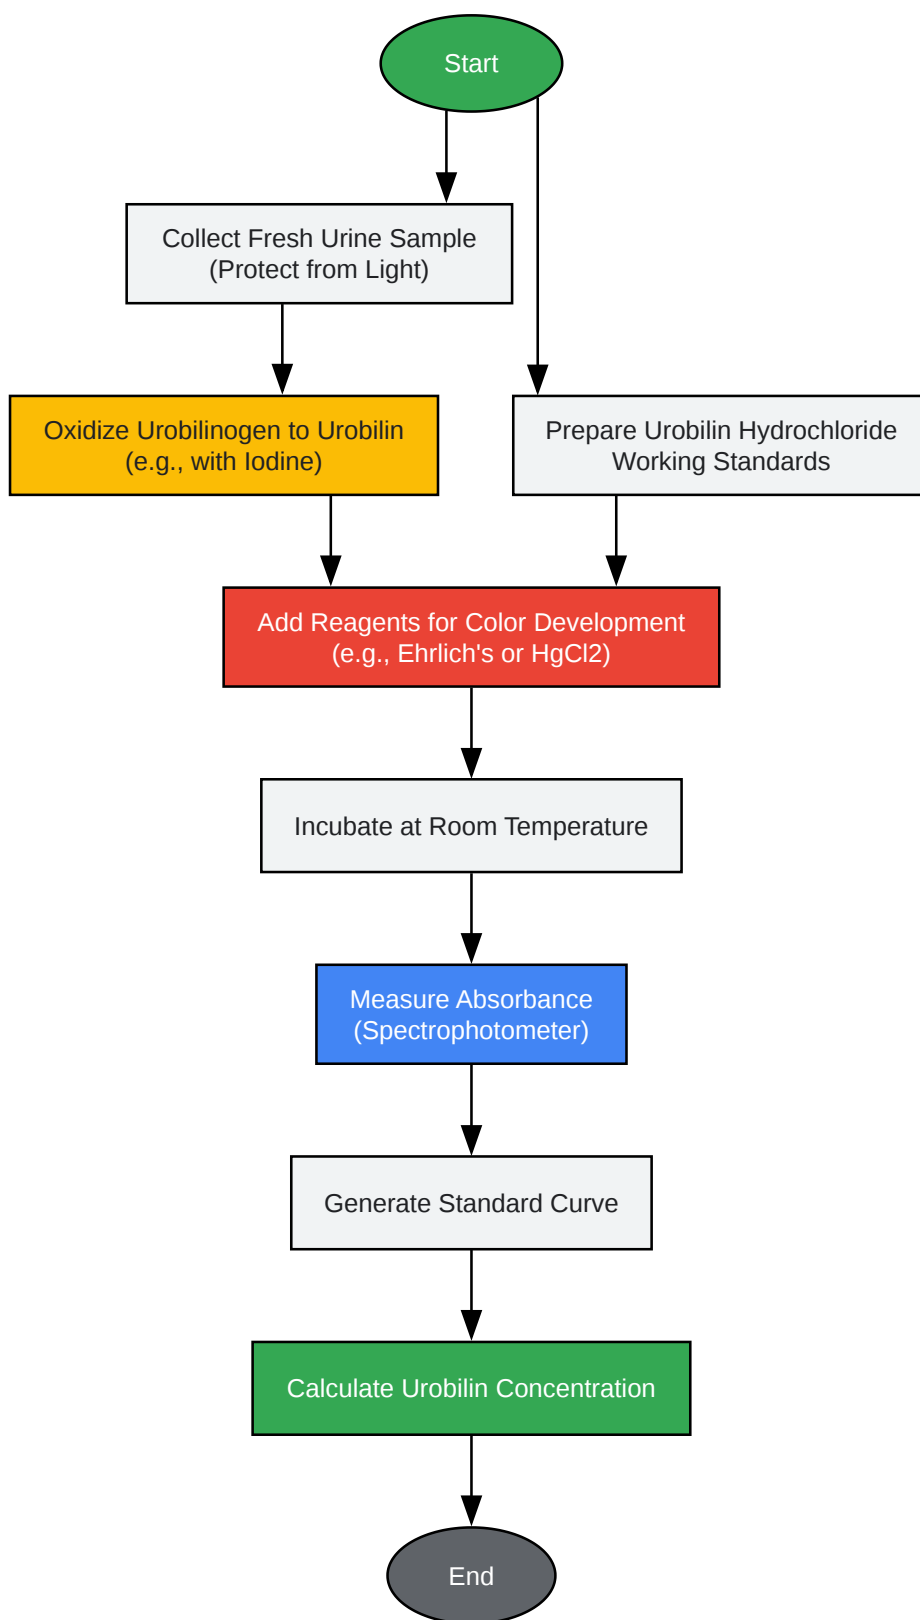 Start
Collect Fresh Urine Sample
(Protect from Light)
Oxidize Urobilinogen to Urobilin
(e.g., with Iodine)
Prepare Urobilin Hydrochloride
Working Standards
Add Reagents for Color Development
(e.g., Ehrlich's or HgCl2)
Incubate at Room Temperature
Measure Absorbance
(Spectrophotometer)
Generate Standard Curve
Calculate Urobilin Concentration
End